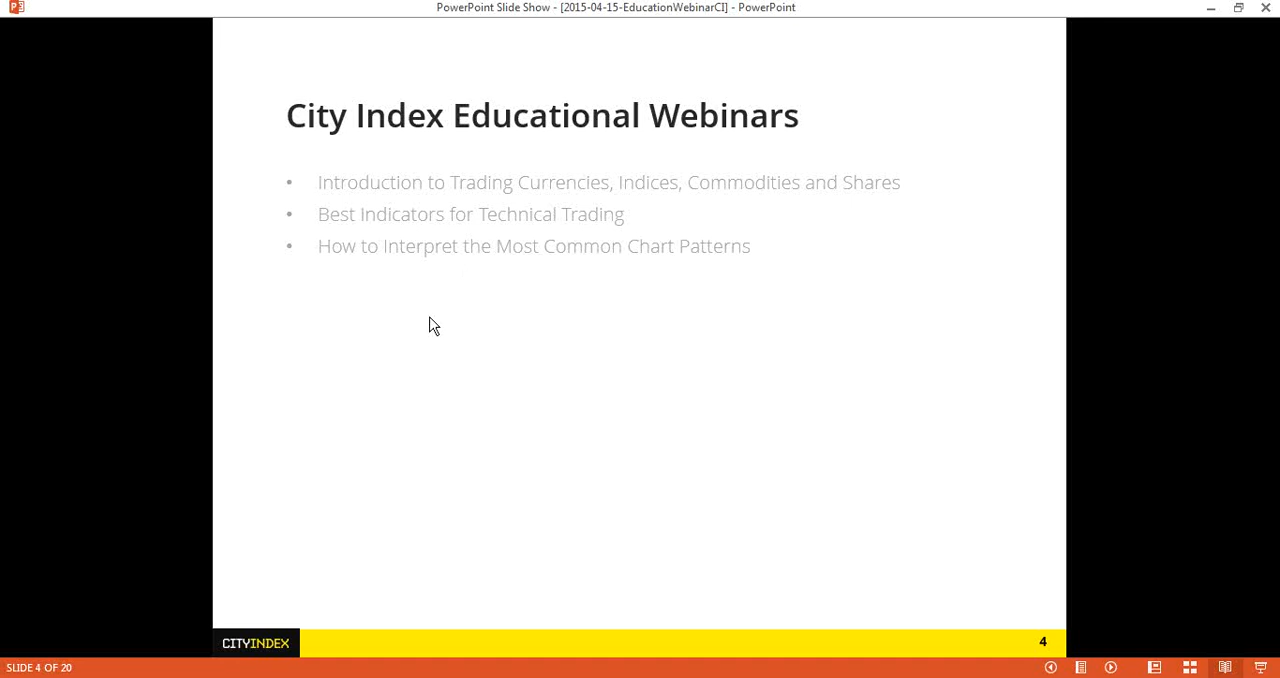 PowerPoint Slide Show - [2015-04-15-EducationWebinarCI] - PowerPoint
City Index Educational Webinars
• Introduction to Trading Currencies, Indices, Commodities and Shares
• Best Indicators for Technical Trading
• How to Interpret the Most Common Chart Patterns
CITYINDEX
4
SLIDE 4 OF 20